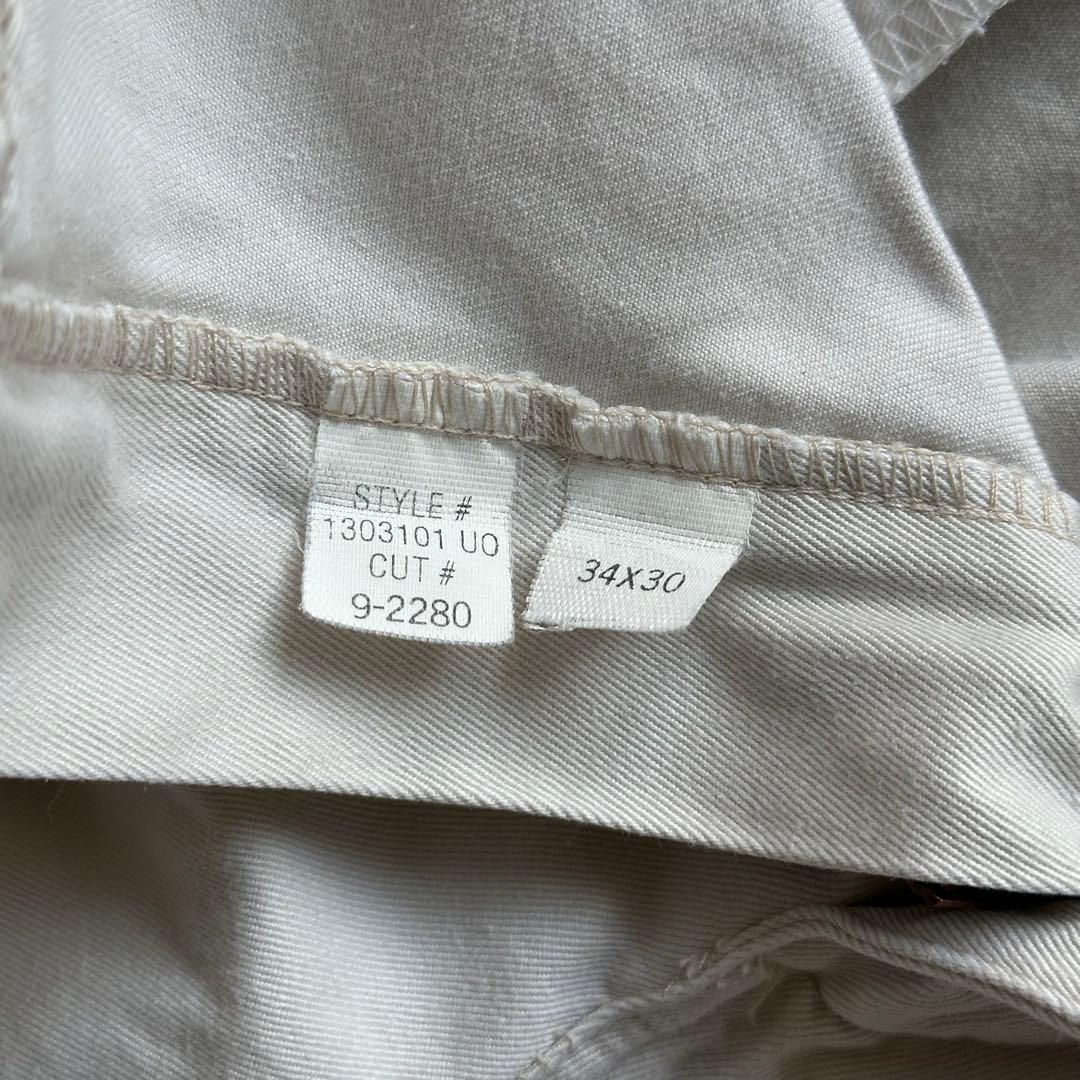 STYLE #
1303101 UO
CUT #
9-2280
34X30